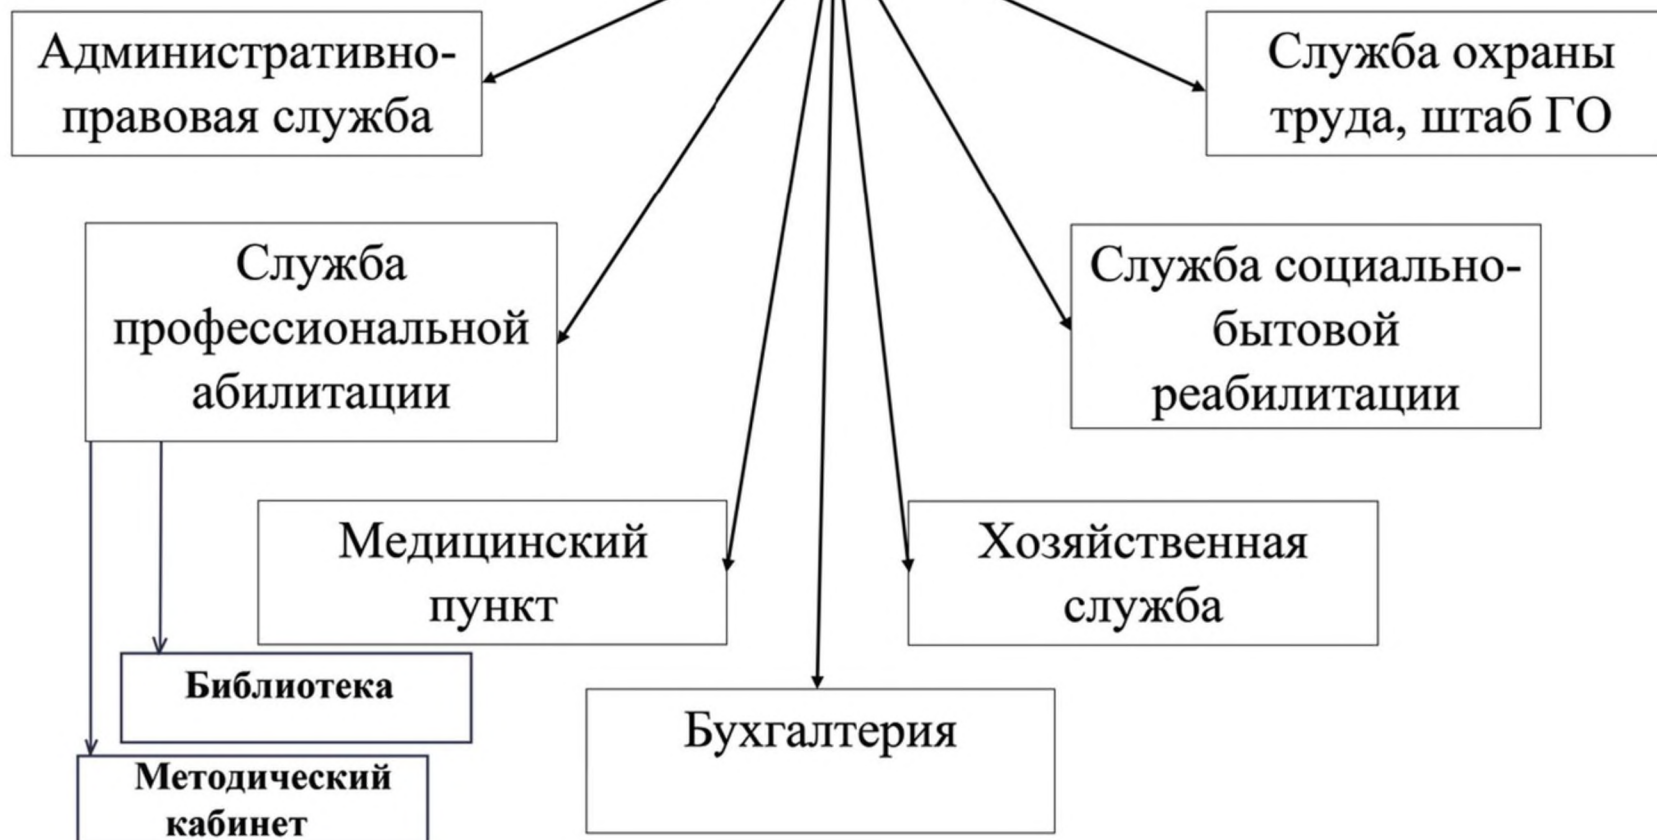 Административно-
правовая служба
Служба охраны
труда, штаб ГО
Служба
профессиональной
абилитации
Служба социально-
бытовой
реабилитации
Медицинский
пункт
Хозяйственная
служба
Библиотека
Бухгалтерия
Методический
кабинет